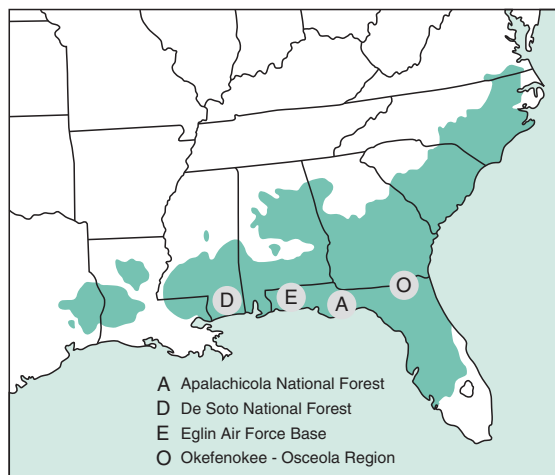 D
E
A
O
A Apalachicola National Forest
D De Soto National Forest
E Eglin Air Force Base
O Okefenokee - Osceola Region